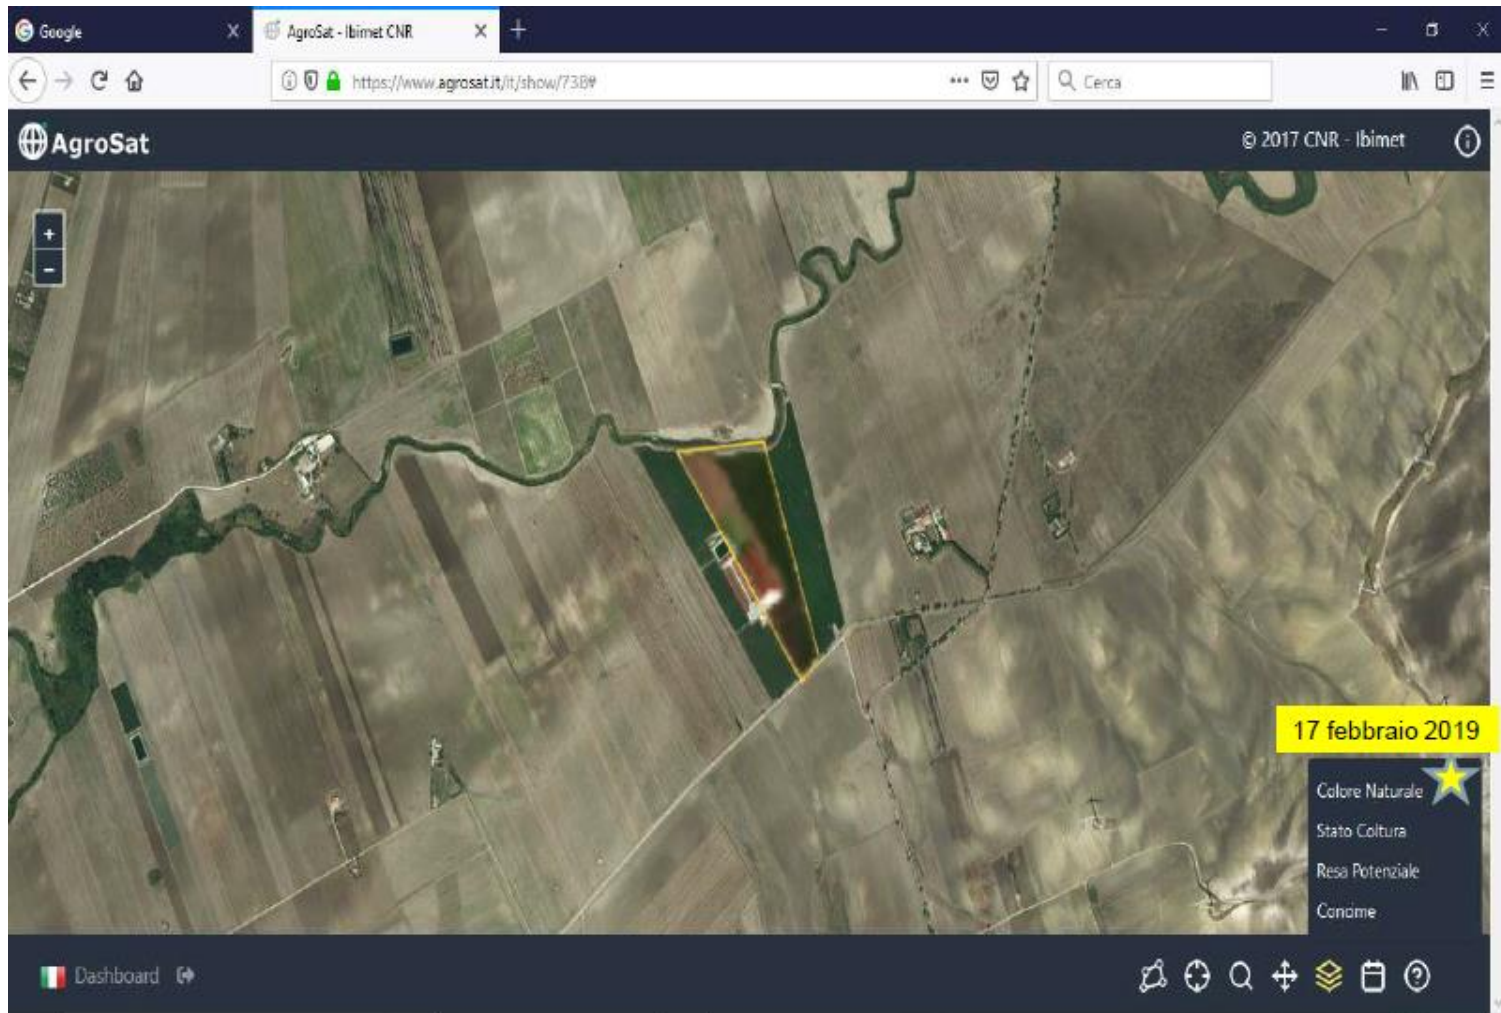 Google
AgroSat - Ibimet CNR
https://www.agrosat.it/it/show/738#
Cerca
AgroSat
© 2017 CNR - Ibimet
+
−
17 febbraio 2019
Colore Naturale
Stato Coltura
Resa Potenziale
Concime
Dashboard